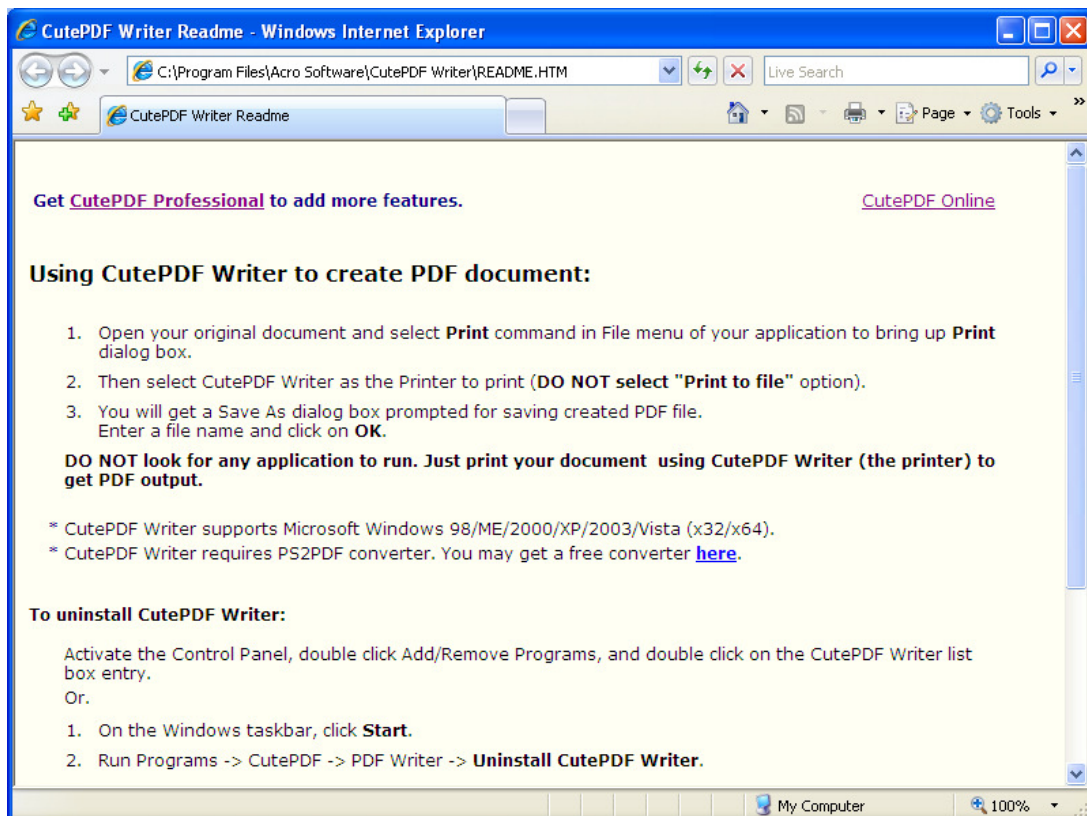 CutePDF Writer Readme - Windows Internet Explorer
C:\Program Files\Acro Software\CutePDF Writer\README.HTM
Live Search
CutePDF Writer Readme
Page
Tools
»
Get CutePDF Professional to add more features.
CutePDF Online
Using CutePDF Writer to create PDF document:
1. Open your original document and select Print command in File menu of your application to bring up Print
dialog box.
2. Then select CutePDF Writer as the Printer to print (DO NOT select "Print to file" option).
3. You will get a Save As dialog box prompted for saving created PDF file.
Enter a file name and click on OK.
DO NOT look for any application to run. Just print your document  using CutePDF Writer (the printer) to
get PDF output.
* CutePDF Writer supports Microsoft Windows 98/ME/2000/XP/2003/Vista (x32/x64).
* CutePDF Writer requires PS2PDF converter. You may get a free converter here.
To uninstall CutePDF Writer:
Activate the Control Panel, double click Add/Remove Programs, and double click on the CutePDF Writer list
box entry.
Or.
1. On the Windows taskbar, click Start.
2. Run Programs -> CutePDF -> PDF Writer -> Uninstall CutePDF Writer.
My Computer
100%